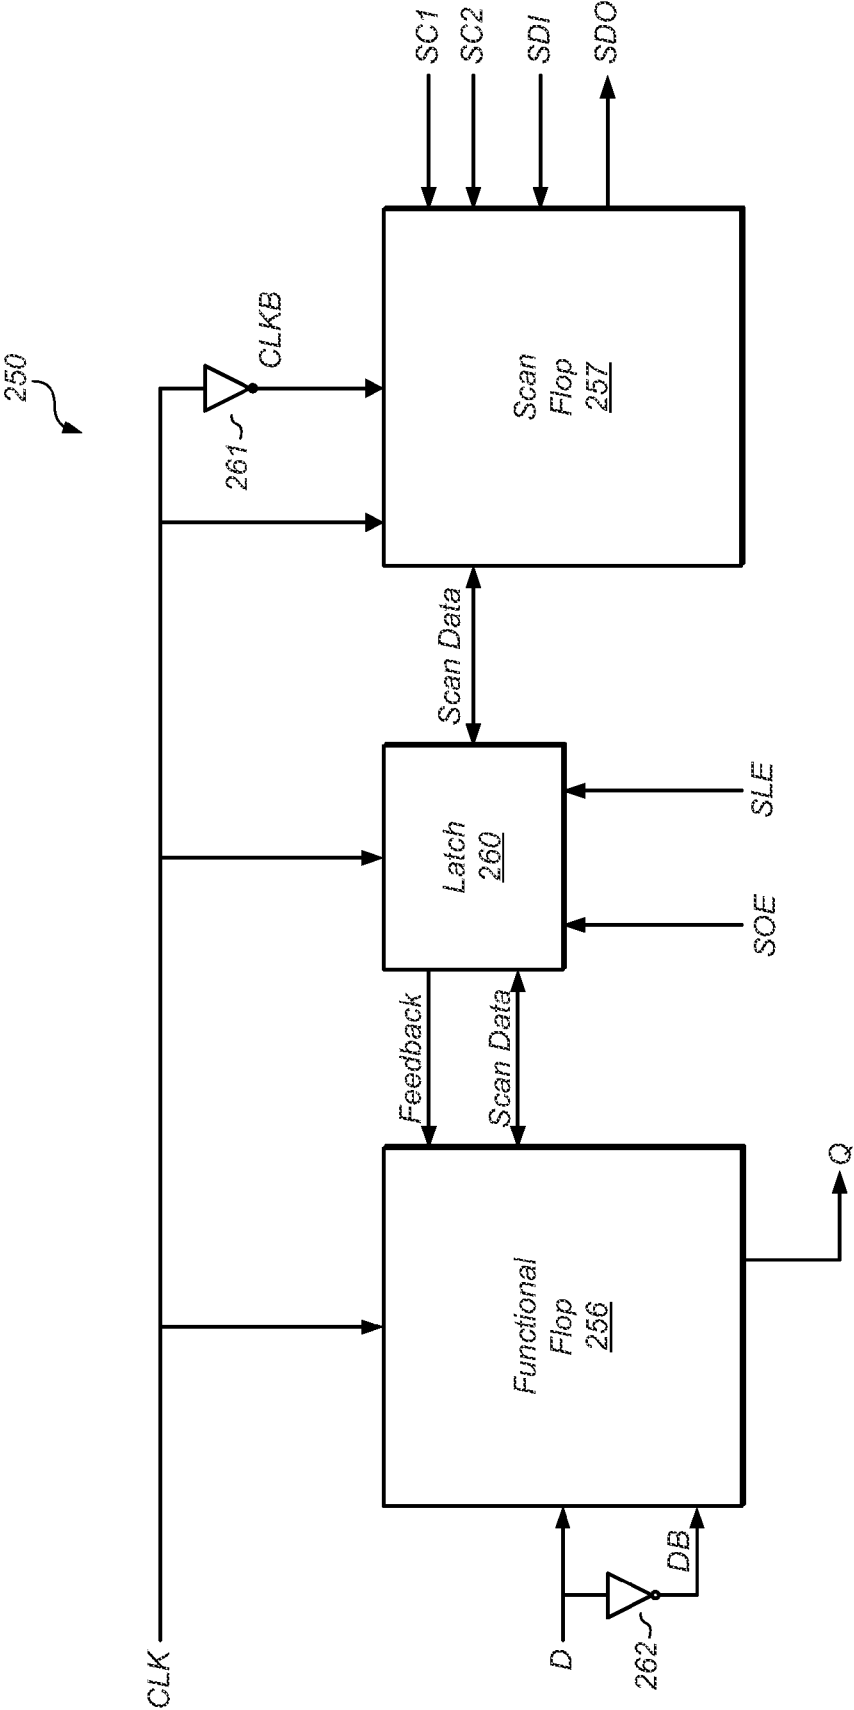 250
CLK
CLKB
261
SC1
SC2
SDI
SDO
Feedback
Scan Data
Scan Data
D
DB
262
Functional
Flop
256
Latch
260
Scan
Flop
257
Q
SOE
SLE